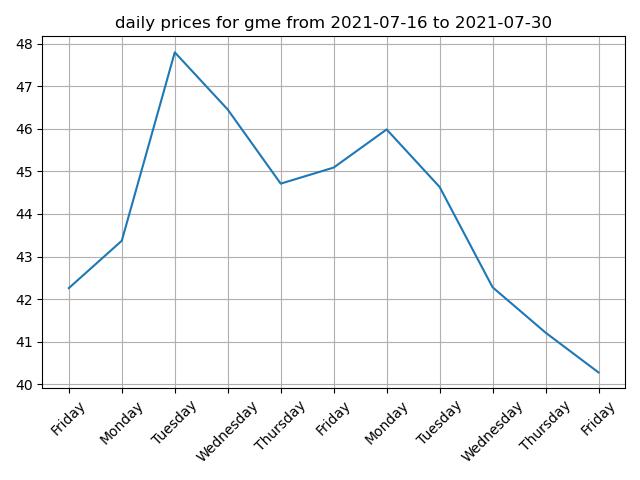 daily prices for gme from 2021-07-16 to 2021-07-30
48
47
46
45
44
43
42
41
40
Friday
Monday
Tuesday
Wednesday
Thursday
Friday
Monday
Tuesday
Wednesday
Thursday
Friday